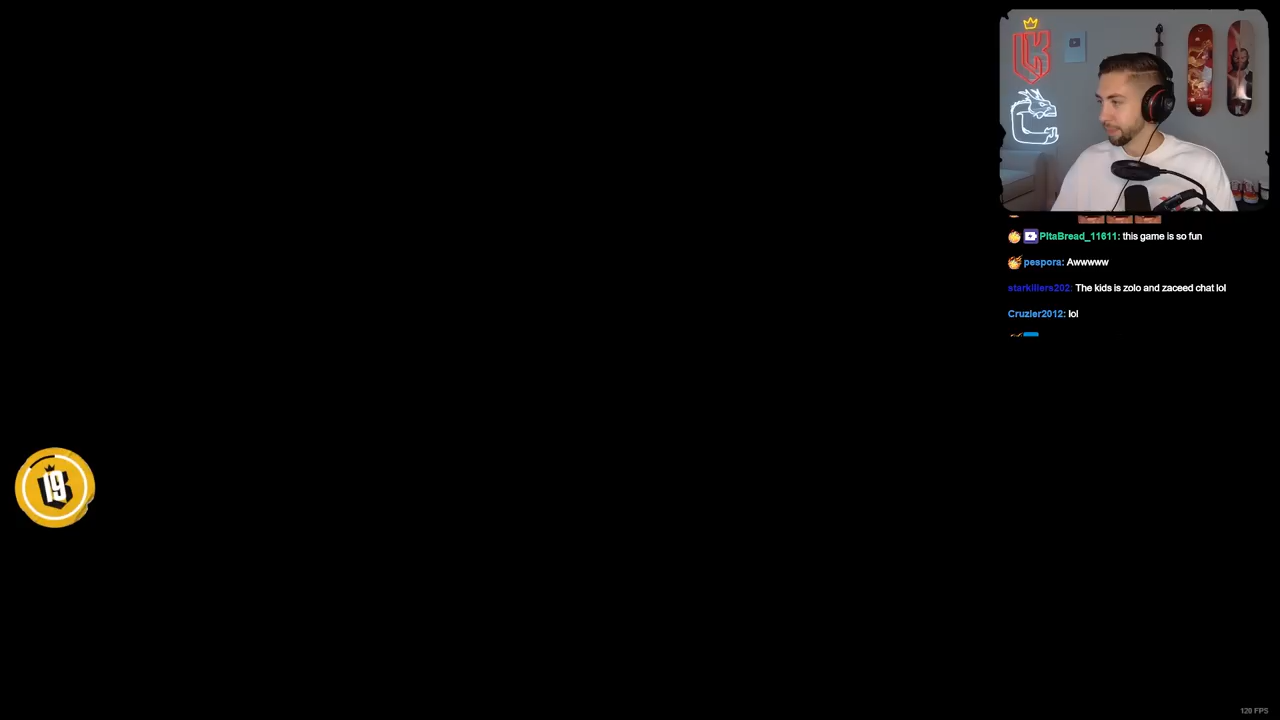 PitaBread_11611: this game is so fun
pespora: Awwwww
starkillers202: The kids is zolo and zaceed chat lol
Cruzier2012: lol
19
120 FPS